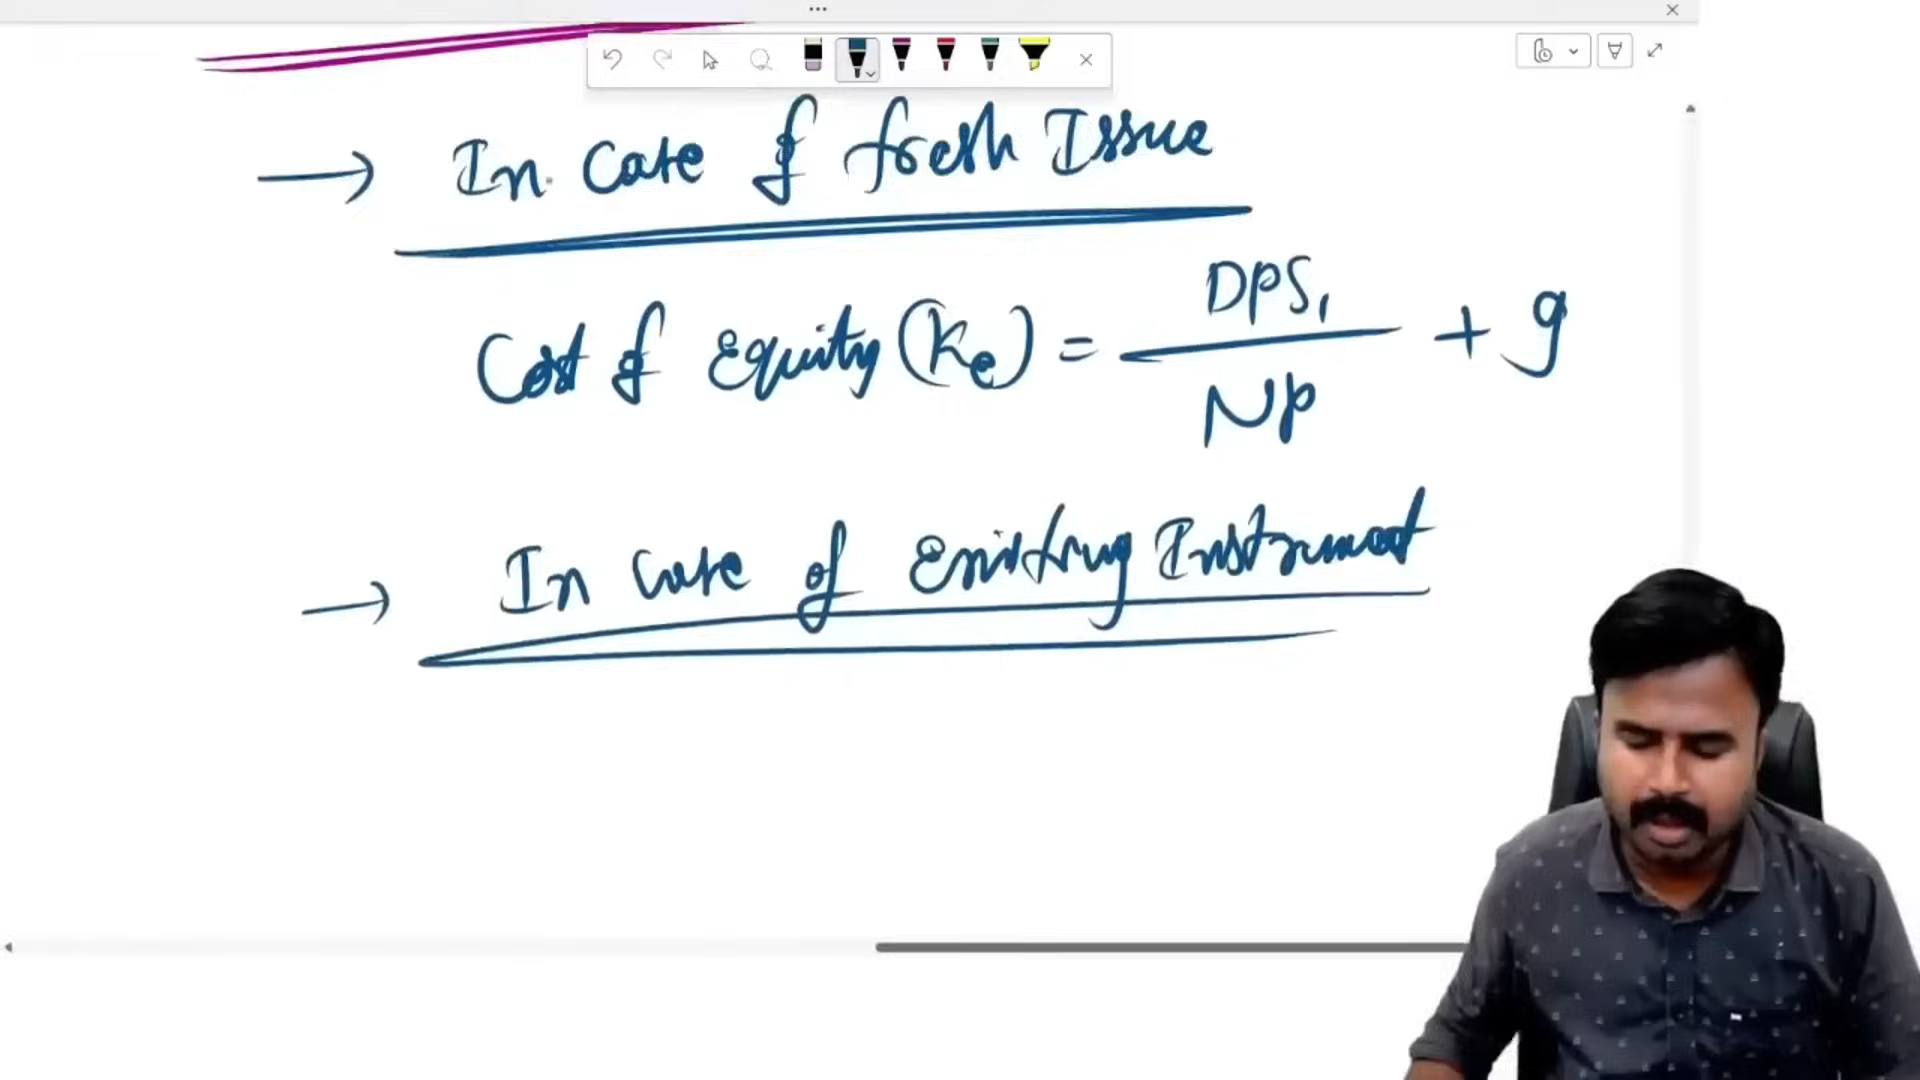 → In Case of fresh Issue
Cost of Equity (Ke) = DPS1 / NP + g
→ In Case of Existing Instrument